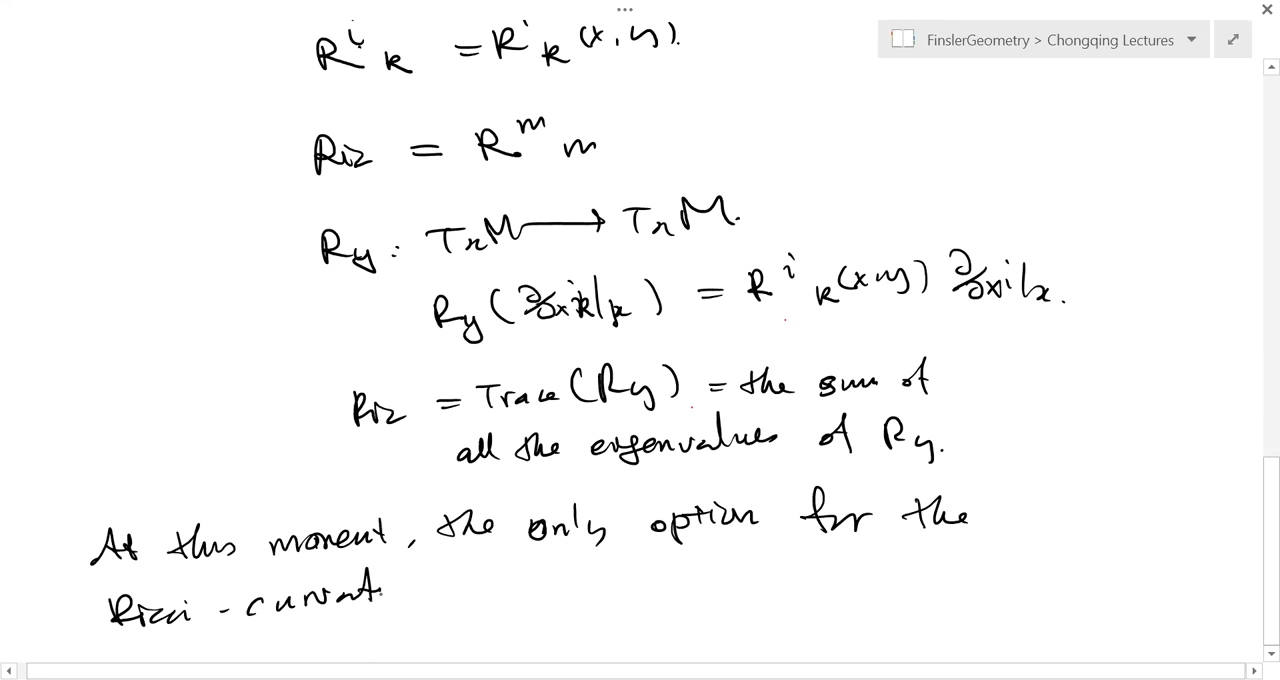 FinslerGeometry > Chongqing Lectures
R^i_k = R^i_k (x, y).
Ric = R^m_m
R_y : T_xM → T_xM.
R_y (∂/∂x^k|_x) = R^i_k (x, y) ∂/∂x^i|_x.
Ric = Trace (R_y) = the sum of
all the eigenvalues of R_y.
At this moment, the only option for the
Ricci - curvat